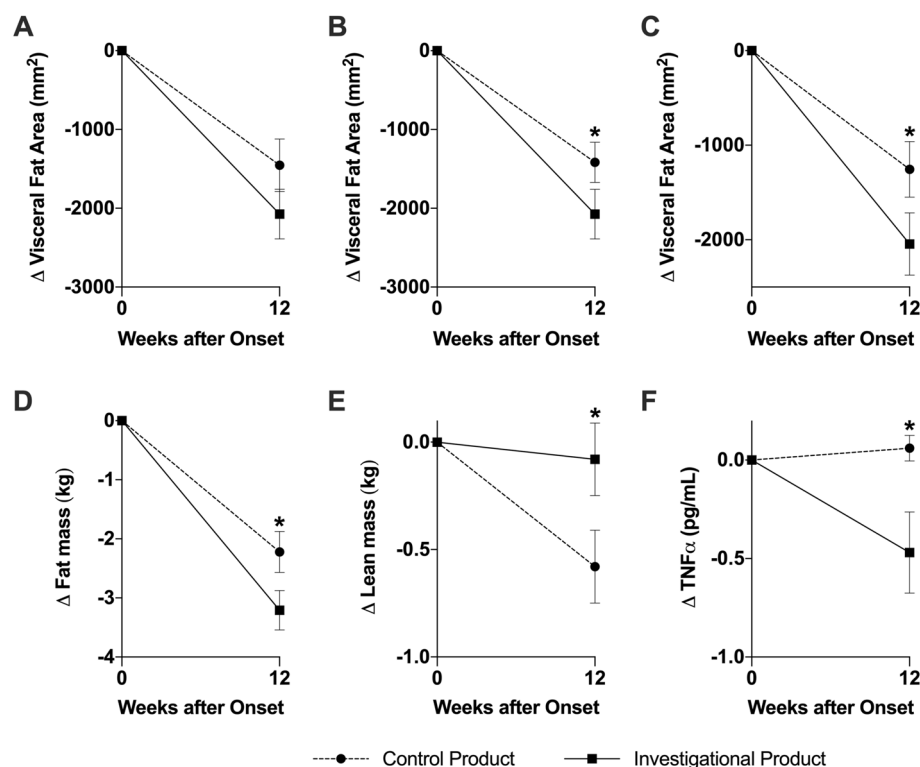 A
Δ Visceral Fat Area (mm²)
0
-1000
-2000
-3000
0
12
Weeks after Onset
B
Δ Visceral Fat Area (mm²)
0
-1000
-2000
-3000
*
0
12
Weeks after Onset
C
Δ Visceral Fat Area (mm²)
0
-1000
-2000
*
0
12
Weeks after Onset
D
Δ Fat mass (kg)
0
-1
-2
-3
-4
*
0
12
Weeks after Onset
E
Δ Lean mass (kg)
0.0
-0.5
-1.0
*
0
12
Weeks after Onset
F
Δ TNFα (pg/mL)
0.0
-0.5
-1.0
*
0
12
Weeks after Onset
Control Product
Investigational Product